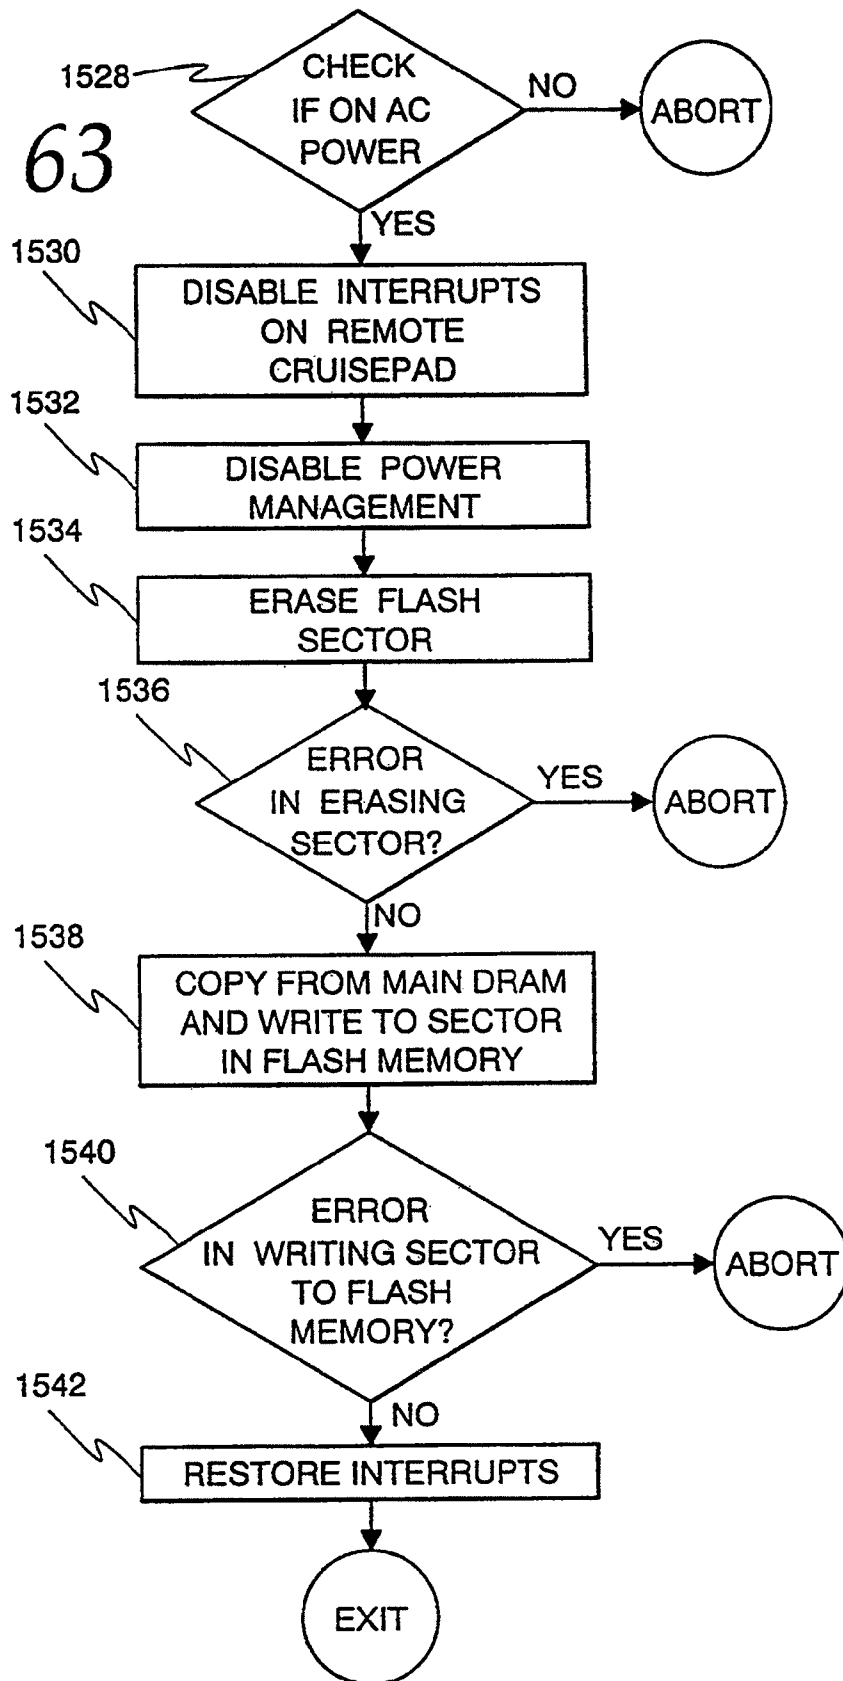 1528
CHECK
IF ON AC
POWER
NO
ABORT
63
YES
1530
DISABLE INTERRUPTS
ON REMOTE
CRUISEPAD
1532
DISABLE POWER
MANAGEMENT
1534
ERASE FLASH
SECTOR
1536
ERROR
IN ERASING
SECTOR?
YES
ABORT
NO
1538
COPY FROM MAIN DRAM
AND WRITE TO SECTOR
IN FLASH MEMORY
1540
ERROR
IN WRITING SECTOR
TO FLASH
MEMORY?
YES
ABORT
NO
1542
RESTORE INTERRUPTS
EXIT